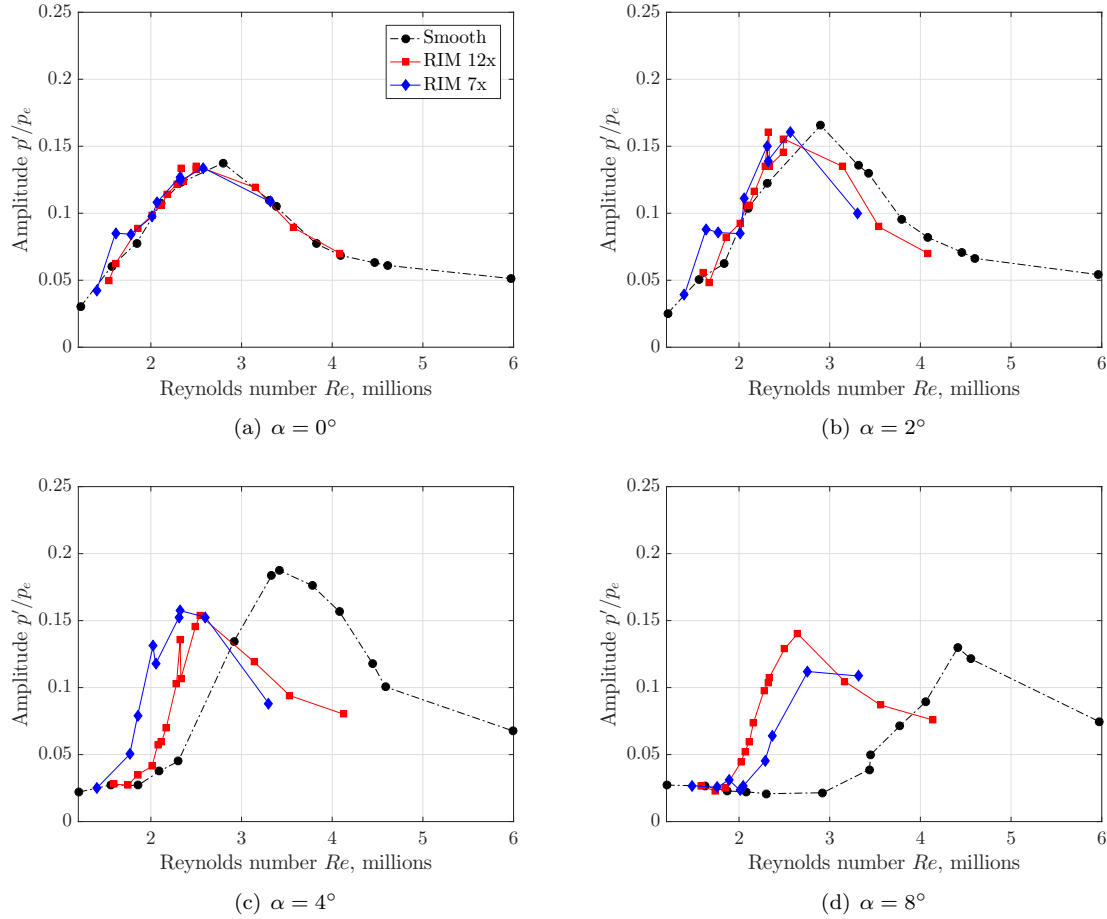 0.25
0.2
0.15
0.1
0.05
0
Amplitude p′/pₑ
Smooth
RIM 12x
RIM 7x
2 3 4 5 6
Reynolds number Re, millions
(a) α = 0°
0.25
0.2
0.15
0.1
0.05
0
Amplitude p′/pₑ
2 3 4 5 6
Reynolds number Re, millions
(b) α = 2°
0.25
0.2
0.15
0.1
0.05
0
Amplitude p′/pₑ
2 3 4 5 6
Reynolds number Re, millions
(c) α = 4°
0.25
0.2
0.15
0.1
0.05
0
Amplitude p′/pₑ
2 3 4 5 6
Reynolds number Re, millions
(d) α = 8°